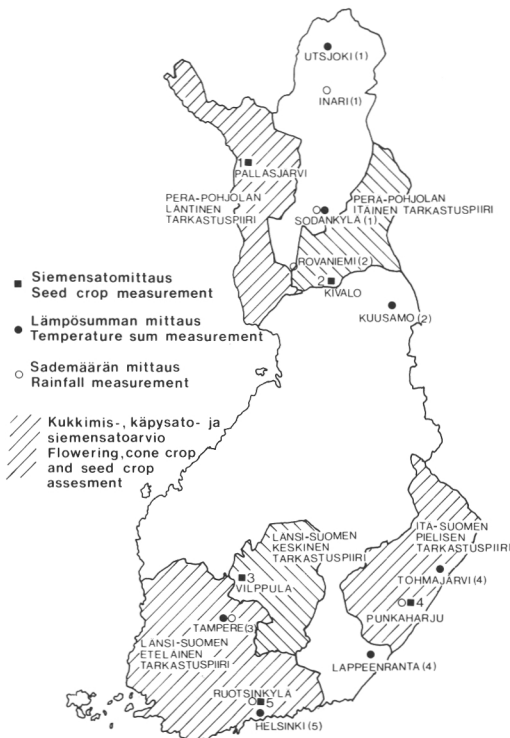 UTSJOKI (1)
INARI (1)
1
PALLASJARVI
PERA-POHJOLAN
LANTINEN
TARKASTUSPIIRI
PERA-POHJOLAN
ITAINEN TARKASTUSPIIRI
SODANKYLA (1)
ROVANIEMI (2)
2
KIVALO
KUUSAMO (2)
Siemensatomittaus
Seed crop measurement
Lämpösumman mittaus
Temperature sum measurement
Sademäärän mittaus
Rainfall measurement
Kukkimis-, käpysato- ja
siemensatoarvio
Flowering, cone crop
and seed crop
assesment
LANSI-SUOMEN
KESKINEN
TARKASTUSPIIRI
ITA-SUOMEN
PIELISEN
TARKASTUSPIIRI
3
VILPPULA
TOHMAJÄRVI (4)
4
PUNKAHARJU
TAMPERE (3)
LANSI-SUOMEN
ETELAINEN
TARKASTUSPIIRI
LAPPEENRANTA (4)
RUOTSINKYLA
5
HELSINKI (5)